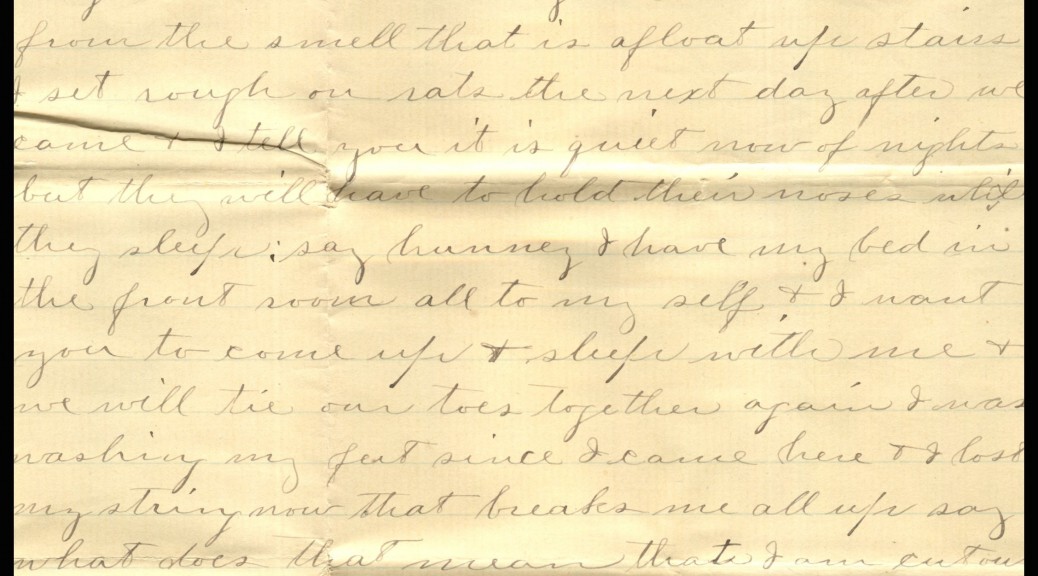 from the smell that is afloat up stairs
I set rough on rats the next day after we
came & I tell you it is quiet now of nights
but they will have to hold their noses while
they sleep: say hunney I have my bed in
the front room all to my self & I want
you to come up & sleep with me &
we will tie our toes together again I was
washing my feet since I came here & I lost
my string now that breaks me all up say
what does that mean that I am cut out